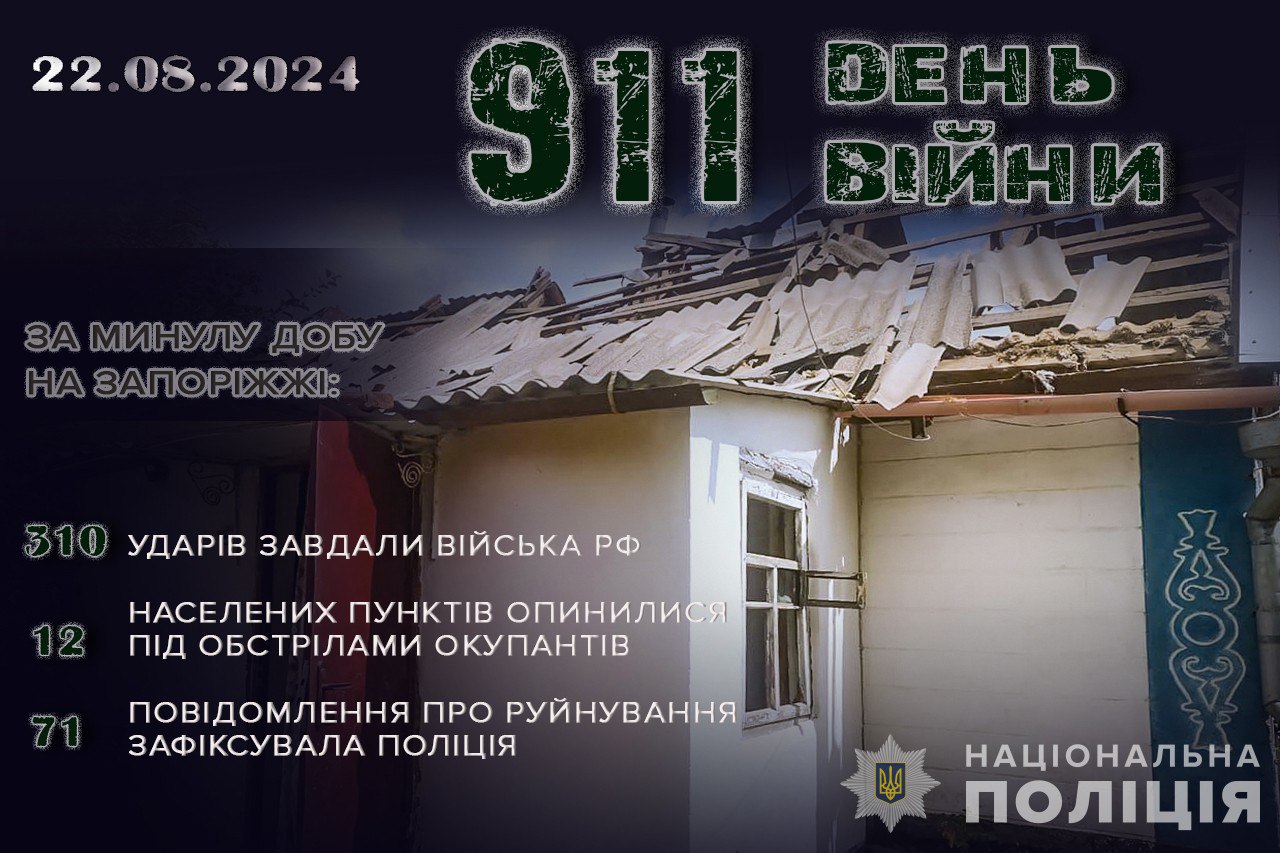 22.08.2024
911 ДЕНЬ
ВІЙНИ
ЗА МИНУЛУ ДОБУ
НА ЗАПОРІЖЖІ:
310 УДАРІВ ЗАВДАЛИ ВІЙСЬКА РФ
12 НАСЕЛЕНИХ ПУНКТІВ ОПИНИЛИСЯ
ПІД ОБСТРІЛАМИ ОКУПАНТІВ
71 ПОВІДОМЛЕННЯ ПРО РУЙНУВАННЯ
ЗАФІКСУВАЛА ПОЛІЦІЯ
НАЦІОНАЛЬНА
ПОЛІЦІЯ